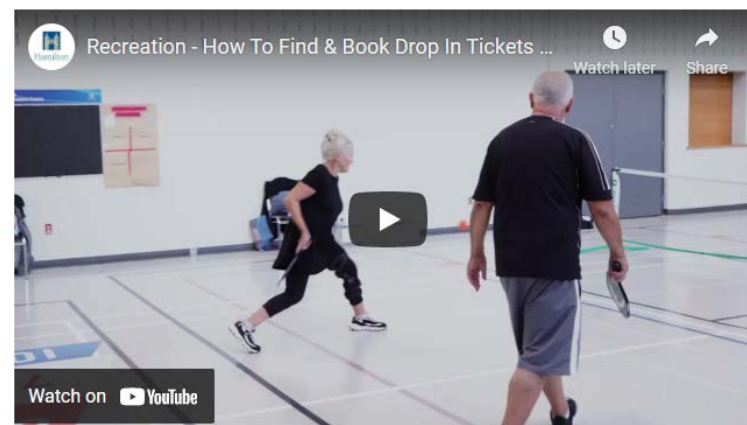 Hamilton
Recreation - How To Find & Book Drop In Tickets ...
Watch later
Share
Watch on YouTube